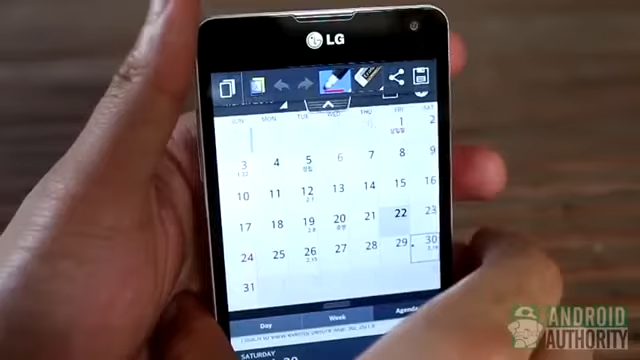 LG
SUN MON TUE WED THU FRI SAT
1 2
3 4 5 6 7 8 9
10 11 12 13 14 15 16
17 18 19 20 21 22 23
24 25 26 27 28 29 30
31
Day Week Agenda
SATURDAY
ANDROID
AUTHORITY